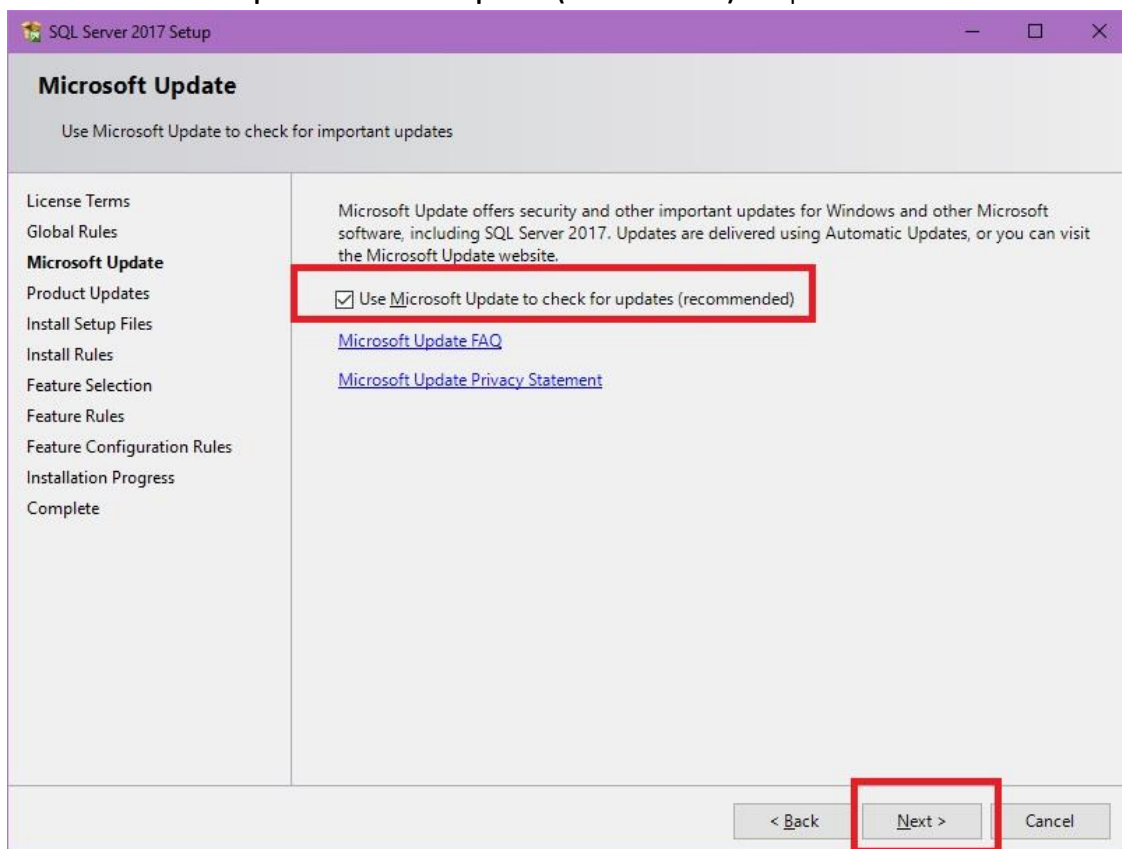 SQL Server 2017 Setup
Microsoft Update
Use Microsoft Update to check for important updates
License Terms
Global Rules
Microsoft Update
Product Updates
Install Setup Files
Install Rules
Feature Selection
Feature Rules
Feature Configuration Rules
Installation Progress
Complete
Microsoft Update offers security and other important updates for Windows and other Microsoft
software, including SQL Server 2017. Updates are delivered using Automatic Updates, or you can visit
the Microsoft Update website.
Use Microsoft Update to check for updates (recommended)
Microsoft Update FAQ
Microsoft Update Privacy Statement
< Back
Next >
Cancel